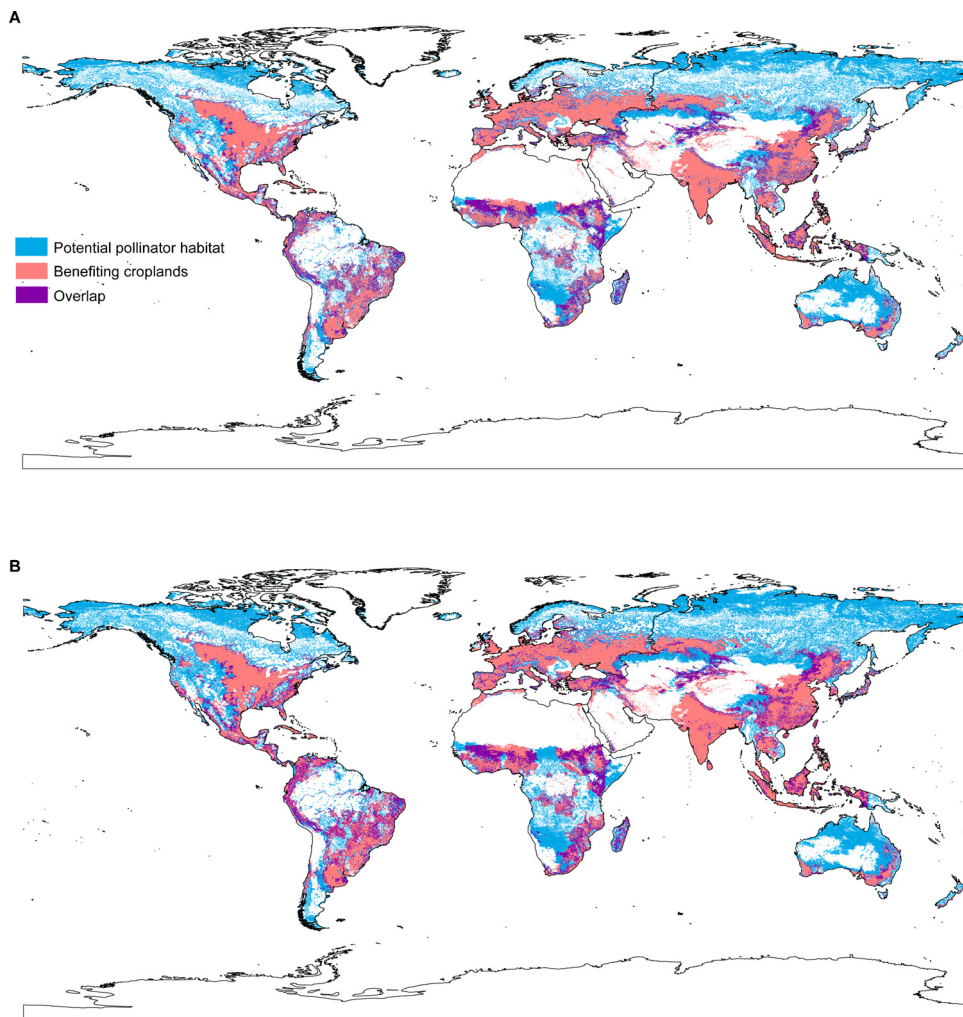 A
Potential pollinator habitat
Benefiting croplands
Overlap
B